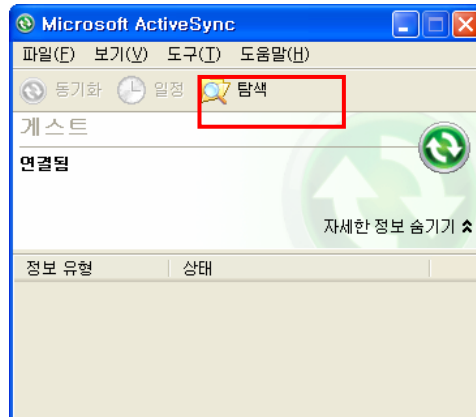 Microsoft ActiveSync
파일(F) 보기(V) 도구(T) 도움말(H)
동기화 일정 탐색
게스트
연결됨
자세한 정보 숨기기
정보 유형 상태